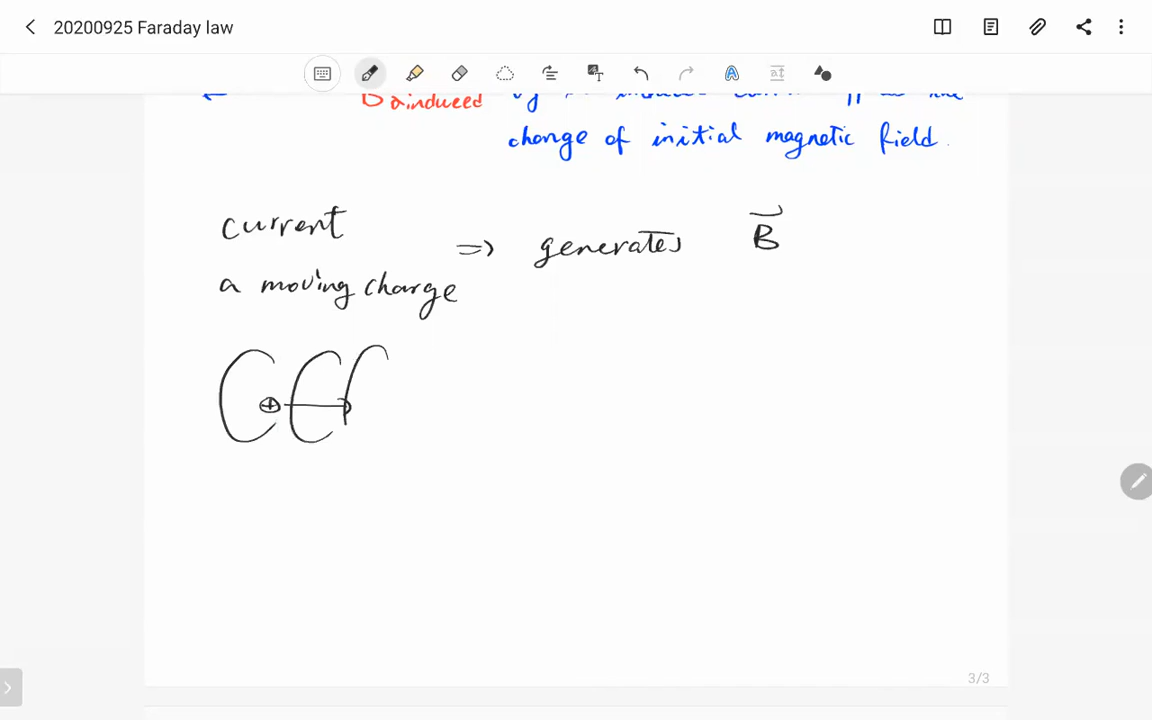 20200925 Faraday law
B induced
change of initial magnetic field.
current
a moving charge
⇒ generates B⃗
3/3